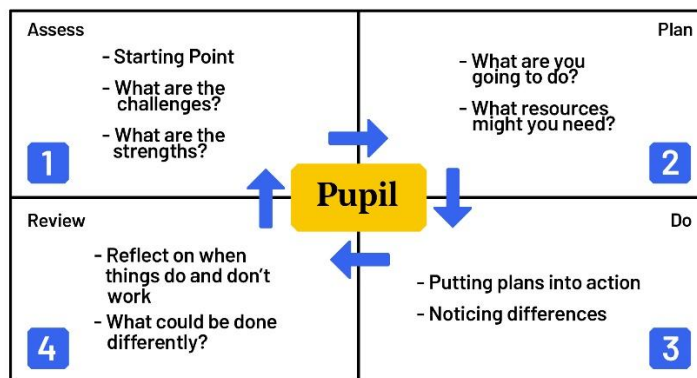 Assess
- Starting Point
- What are the
challenges?
- What are the
strengths?
1
Plan
- What are you
going to do?
- What resources
might you need?
2
Pupil
Do
- Putting plans into action
- Noticing differences
3
Review
- Reflect on when
things do and don't
work
- What could be done
differently?
4